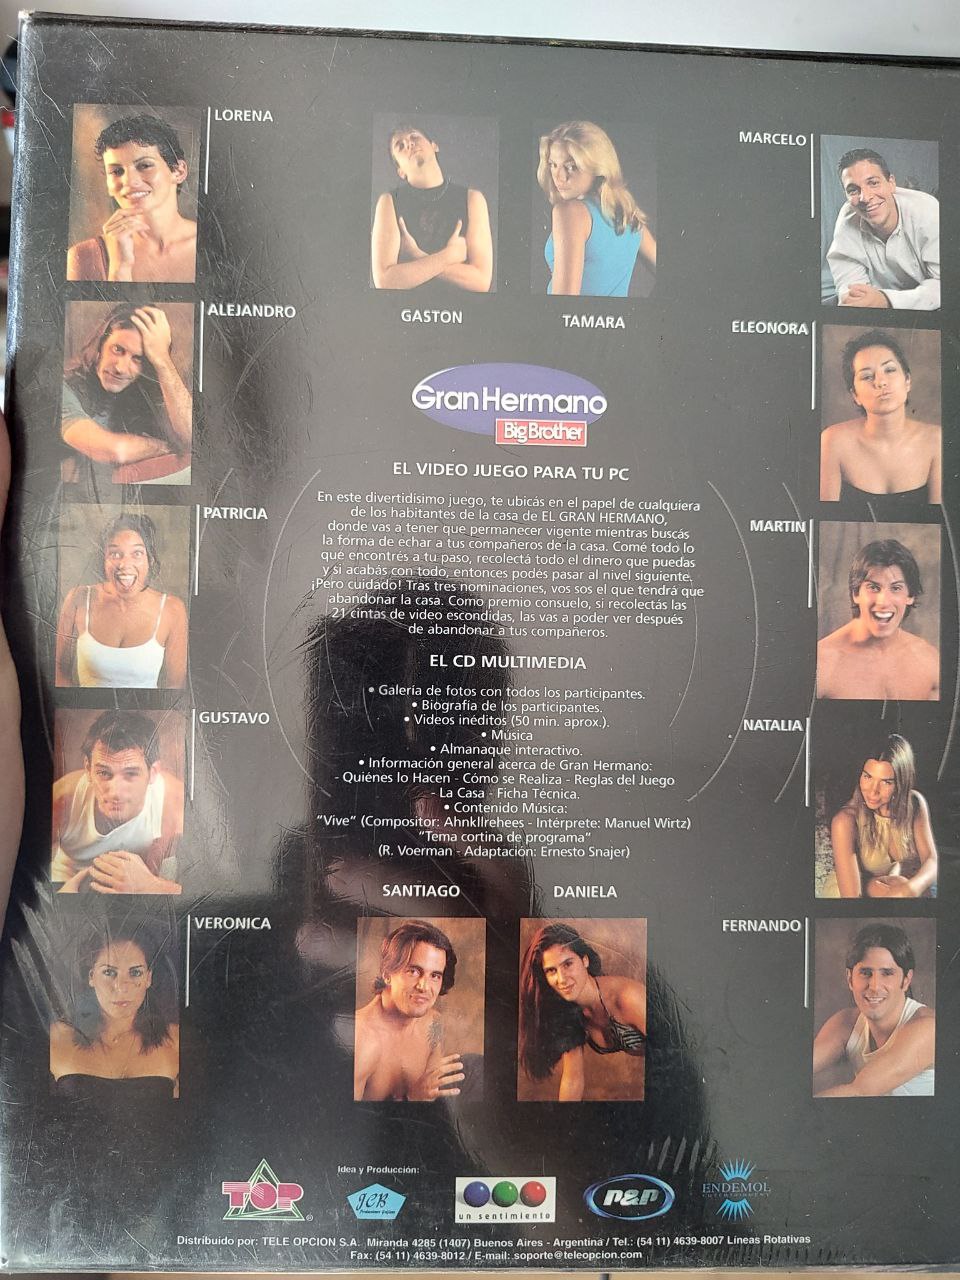 LORENA
MARCELO
ALEJANDRO
GASTON
TAMARA
ELEONORA
Gran Hermano
Big Brother
EL VIDEO JUEGO PARA TU PC
PATRICIA
MARTIN
En este divertidísimo juego, te ubicás en el papel de cualquiera
de los habitantes de la casa de EL GRAN HERMANO,
donde vas a tener que permanecer vigente mientras buscás
la forma de echar a tus compañeros de la casa. Comé todo lo
que encontrés a tu paso, recolectá todo el dinero que puedas
y si acabás con todo, entonces podés pasar al nivel siguiente.
¡Pero cuidado! Tras tres nominaciones, vos sos el que tendrá que
abandonar la casa. Como premio consuelo, si recolectás las
21 cintas de video escondidas, las vas a poder ver después
de abandonar a tus compañeros.
EL CD MULTIMEDIA
• Galería de fotos con todos los participantes.
• Biografía de los participantes.
• Videos inéditos (50 min. aprox.).
• Música
• Almanaque interactivo.
• Información general acerca de Gran Hermano:
- Quiénes lo Hacen - Cómo se Realiza - Reglas del Juego
- La Casa - Ficha Técnica.
• Contenido Música:
"Vive" (Compositor: Ahnkllrehees - Intérprete: Manuel Wirtz)
"Tema cortina de programa"
(R. Voerman - Adaptación: Ernesto Snajer)
GUSTAVO
NATALIA
SANTIAGO
DANIELA
VERONICA
FERNANDO
Idea y Producción:
TOP
®
JCB
Producciones Gráficas
un sentimiento
P&P
ENDEMOL
ENTERTAINMENT
Distribuido por: TELE OPCION S.A. Miranda 4285 (1407) Buenos Aires - Argentina / Tel.: (54 11) 4639-8007 Líneas Rotativas
Fax: (54 11) 4639-8012 / E-mail: soporte@teleopcion.com